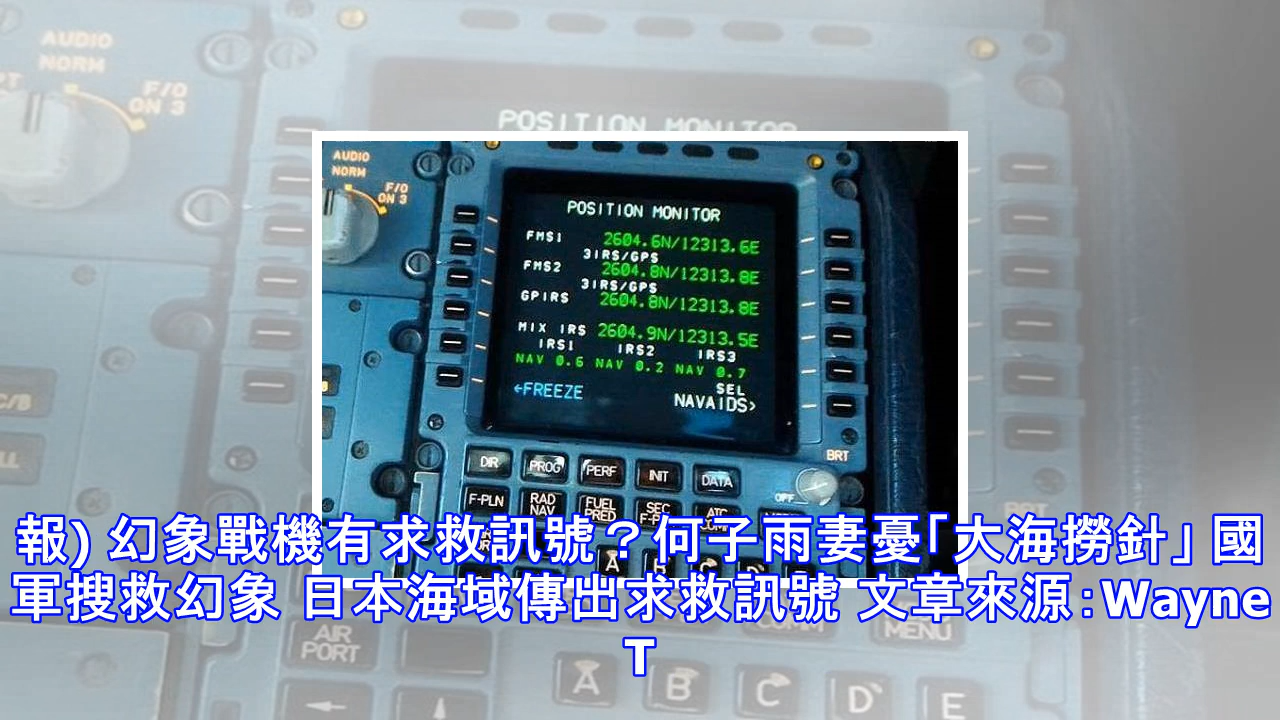 POSITION MONITOR
AUDIO
NORM
F/O
ON 3
AUDIO
NORM
F/O
ON 3
POSITION MONITOR
FMS1 2604.6N/12313.6E
3IRS/GPS
FMS2 2604.8N/12313.8E
3IRS/GPS
GPIRS 2604.8N/12313.8E
MIX IRS 2604.9N/12313.5E
IRS1 IRS2 IRS3
NAV 0.6 NAV 0.2 NAV 0.7
SEL
←FREEZE NAVAIDS>
BRT
DIR PROG PERF INIT DATA
OFF
F-PLN RAD NAV FUEL PRED SEC
報) 幻象戰機有求救訊號？何子雨妻憂「大海撈針」 國
軍搜救幻象 日本海域傳出求救訊號 文章來源：Wayne
T
MENU
AIR
PORT
A B C D E